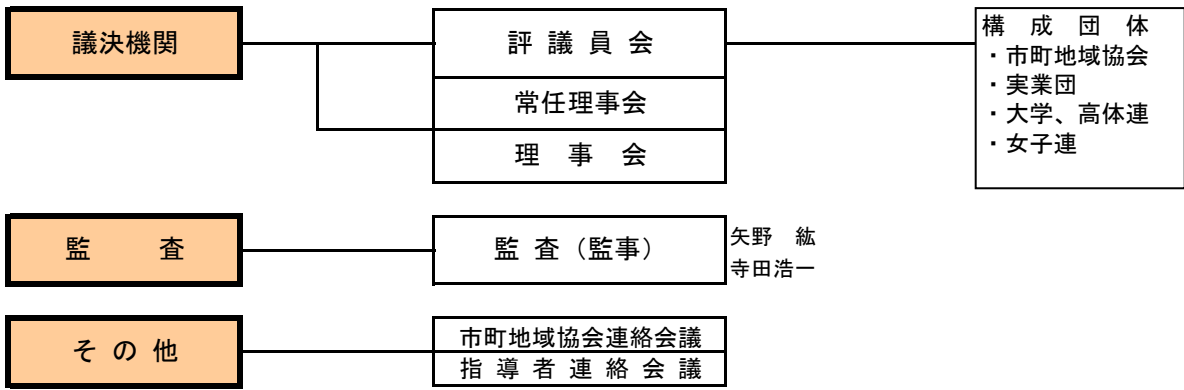 議決機関
評 議 員 会
構 成 団 体
・市町地域協会
・実業団
・大学、高体連
・女子連
常任理事会
理 事 会
監 査
監 査（監事）
矢野 紘
寺田浩一
そ の 他
市町地域協会連絡会議
指 導 者 連 絡 会 議